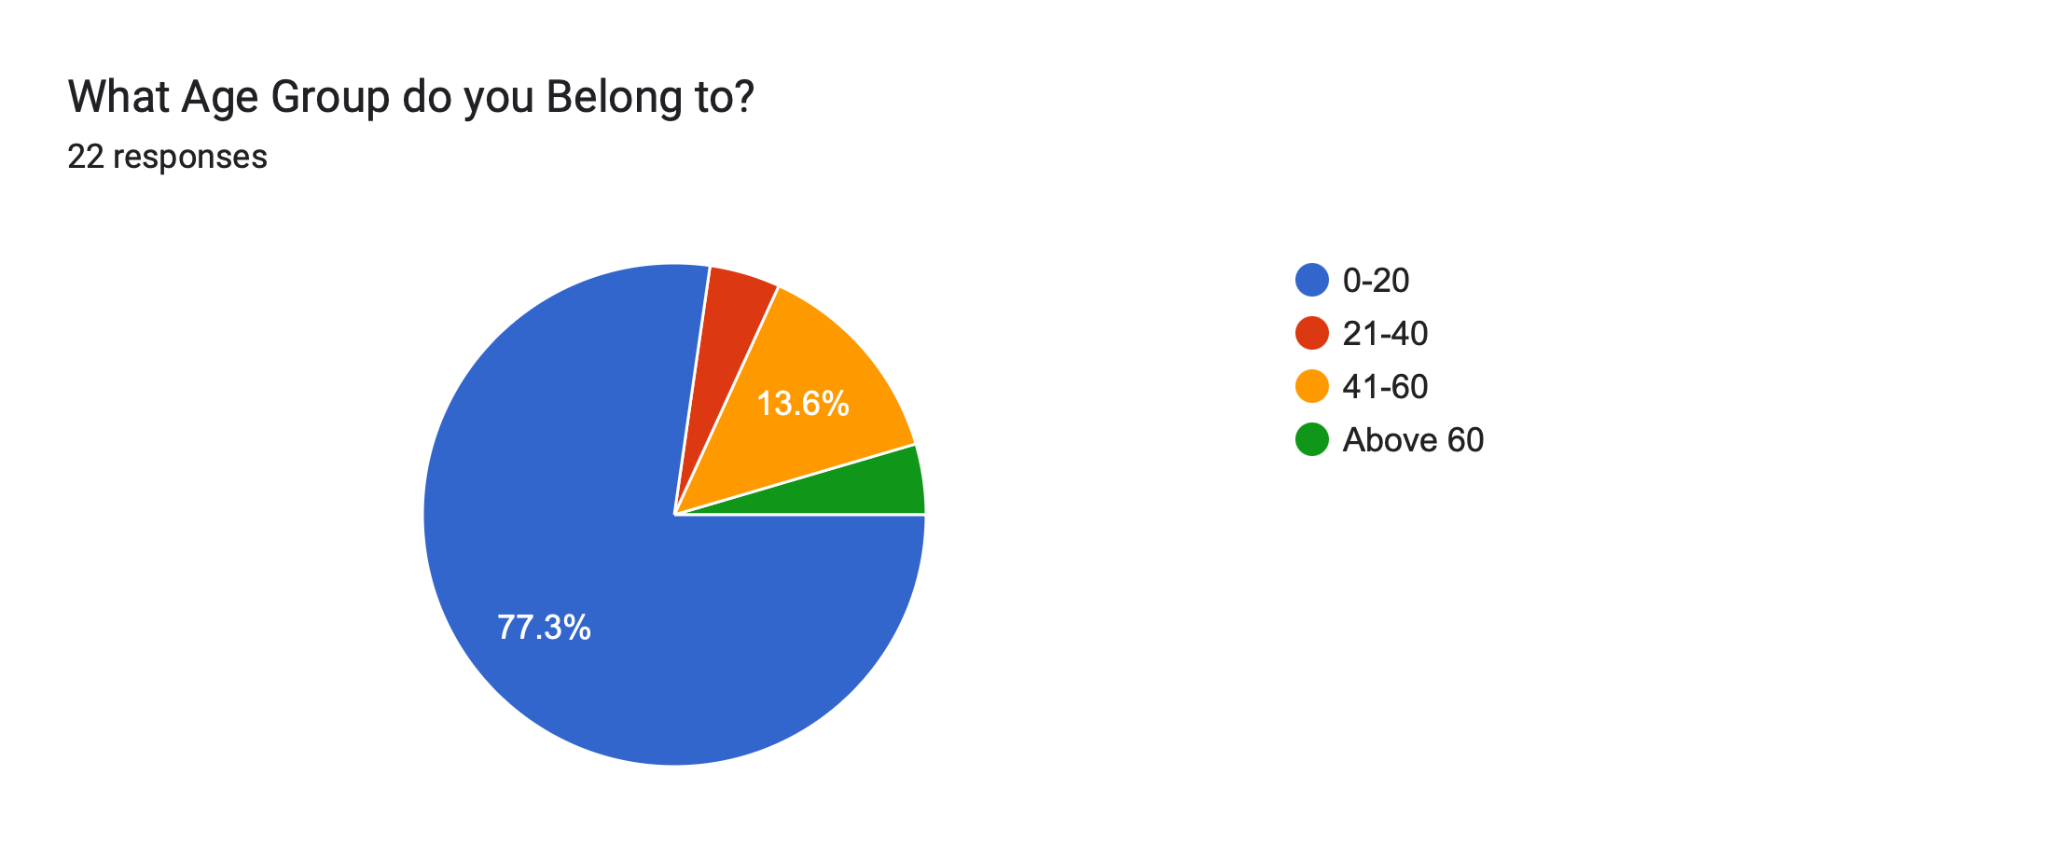 What Age Group do you Belong to?
22 responses
0-20
21-40
41-60
Above 60
13.6%
77.3%